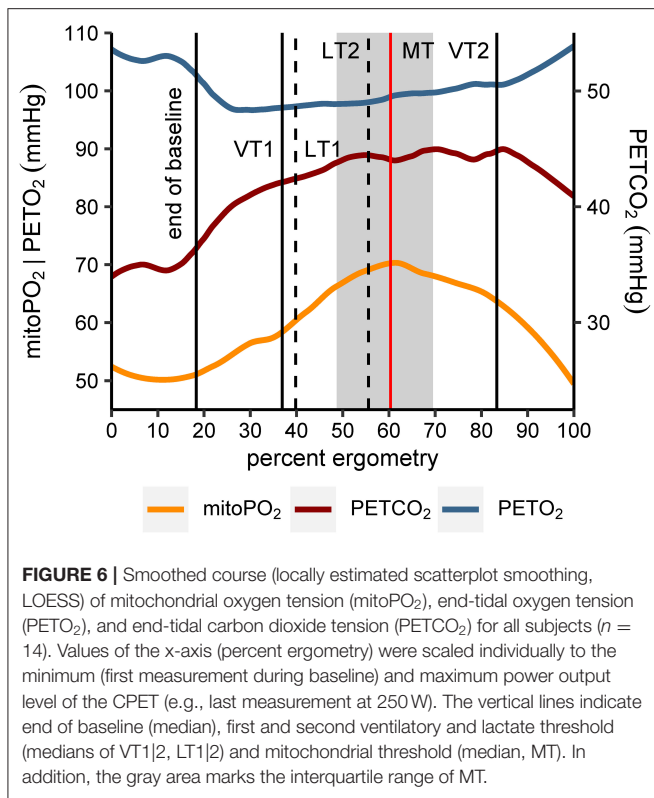 110
100
90
80
70
60
50
mitoPO₂ | PETO₂ (mmHg)
LT2 MT VT2
VT1 LT1
end of baseline
50
40
30
PETCO₂
(mmHg)
0 10 20 30 40 50 60 70 80 90 100
percent ergometry
mitoPO₂ PETCO₂ PETO₂
FIGURE 6 | Smoothed course (locally estimated scatterplot smoothing,
LOESS) of mitochondrial oxygen tension (mitoPO₂), end-tidal oxygen tension
(PETO₂), and end-tidal carbon dioxide tension (PETCO₂) for all subjects (n =
14). Values of the x-axis (percent ergometry) were scaled individually to the
minimum (first measurement during baseline) and maximum power output
level of the CPET (e.g., last measurement at 250 W). The vertical lines indicate
end of baseline (median), first and second ventilatory and lactate threshold
(medians of VT1|2, LT1|2) and mitochondrial threshold (median, MT). In
addition, the gray area marks the interquartile range of MT.